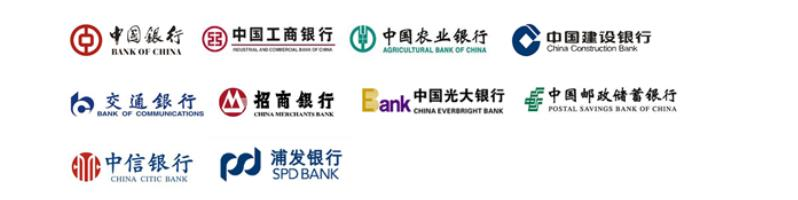 中国银行
BANK OF CHINA
中国工商银行
INDUSTRIAL AND COMMERCIAL BANK OF CHINA
中国农业银行
AGRICULTURAL BANK OF CHINA
中国建设银行
China Construction Bank
交通银行
BANK OF COMMUNICATIONS
招商银行
CHINA MERCHANTS BANK
Bank
中国光大银行
CHINA EVERBRIGHT BANK
中国邮政储蓄银行
POSTAL SAVINGS BANK OF CHINA
中信银行
CHINA CITIC BANK
浦发银行
SPD BANK